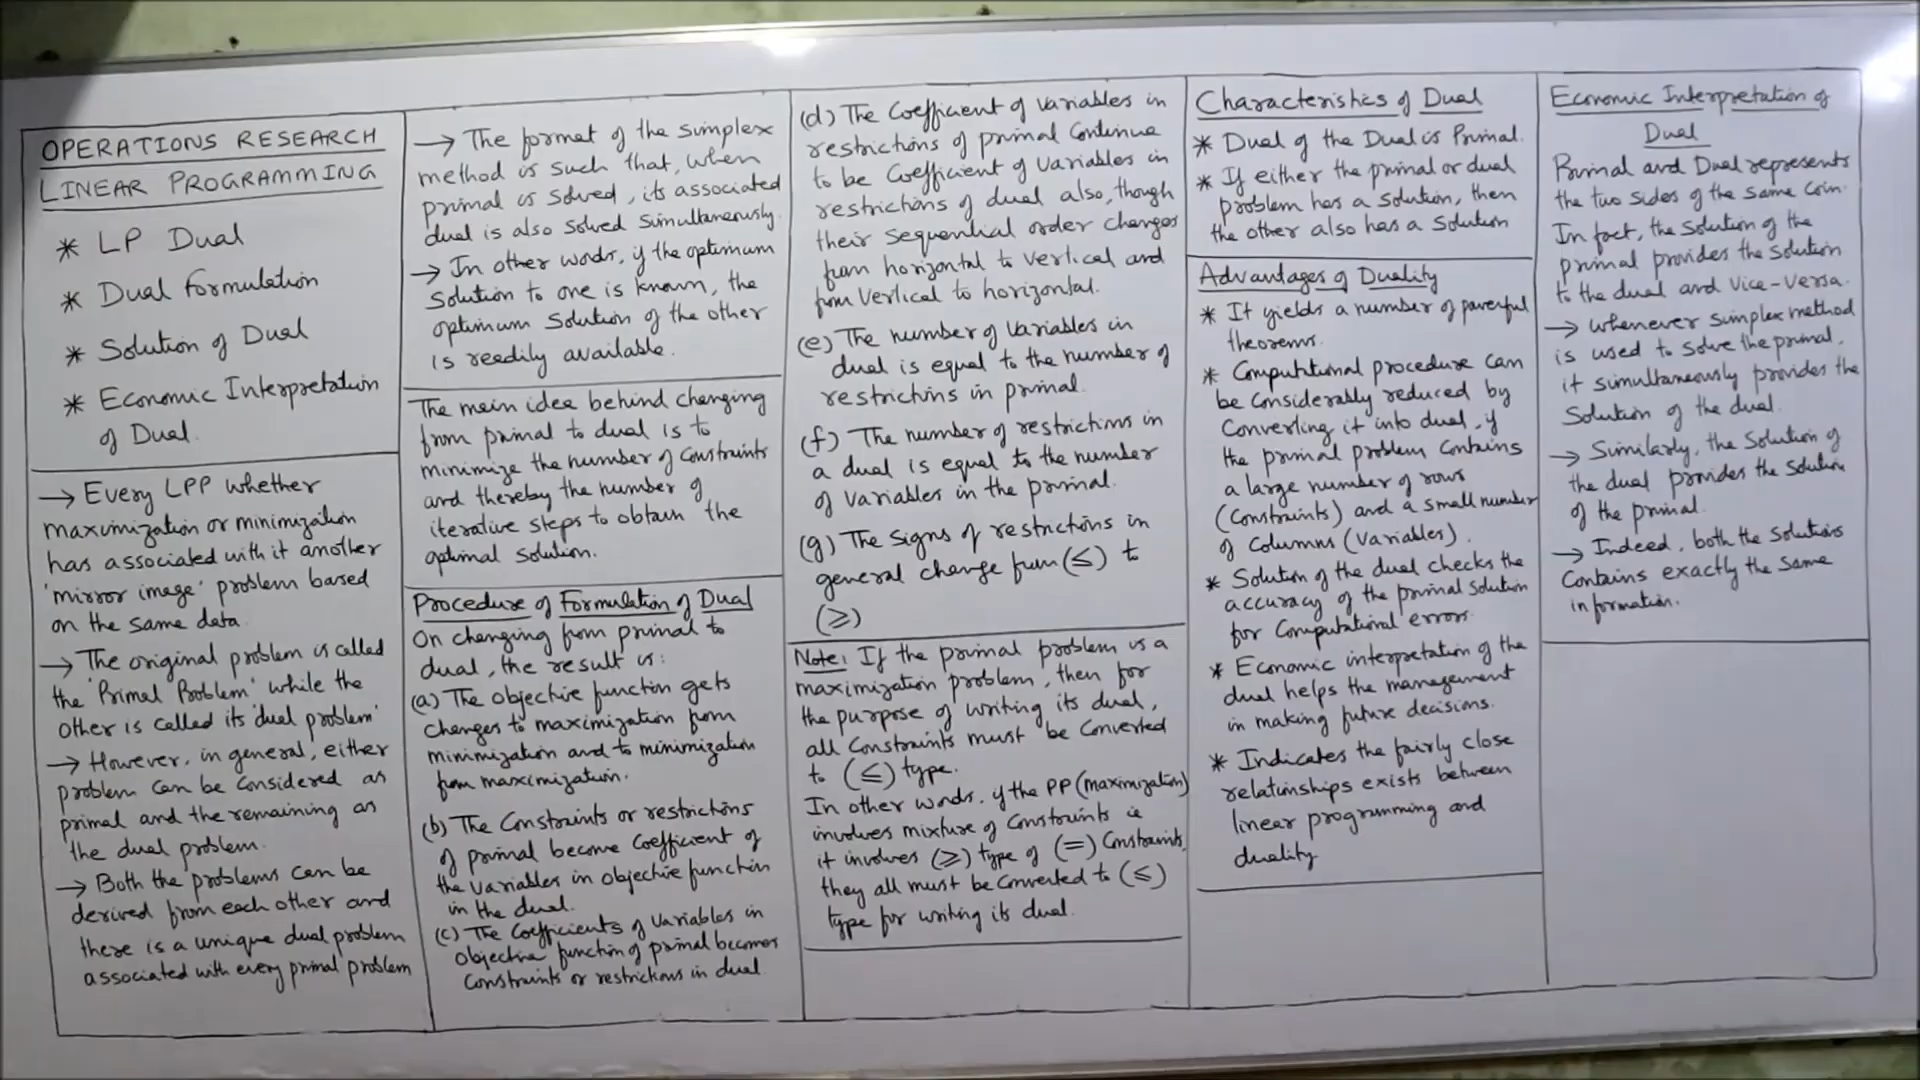 OPERATIONS RESEARCH
LINEAR PROGRAMMING
* LP Dual
* Dual Formulation
* Solution of Dual
* Economic Interpretation
of Dual.
→ Every LPP whether
maximization or minimization
has associated with it another
'mirror image' problem based
on the same data.
→ The original problem is called
the 'Primal Problem' while the
other is called its 'dual problem'
→ However, in general, either
problem can be considered as
primal and the remaining as
the dual problem.
→ Both the problems can be
derived from each other and
there is a unique dual problem
associated with every primal problem
→ The format of the simplex
method is such that, when
primal is solved, its associated
dual is also solved simultaneously.
→ In other words, if the optimum
solution to one is known, the
optimum solution of the other
is readily available.
The main idea behind changing
from primal to dual is to
minimize the number of constraints
and thereby the number of
iterative steps to obtain the
optimal solution.
Procedure of Formulation of Dual
On changing from primal to
dual, the result is:
(a) The objective function gets
changes to maximization from
minimization and to minimization
from maximization.
(b) The Constraints or restrictions
of primal become coefficient of
the variables in objective function
in the dual.
(c) The Coefficients of variables in
objective function of primal becomes
constraints or restrictions in dual
(d) The Coefficient of variables in
restrictions of primal continue
to be Coefficient of variables in
restrictions of dual also, though
their sequential order changes
from horizontal to vertical and
from vertical to horizontal.
(e) The number of variables in
dual is equal to the number of
restrictions in primal.
(f) The number of restrictions in
a dual is equal to the number
of variables in the primal.
(g) The signs of restrictions in
general change from (≤) to
(≥)
Note: If the primal problem is a
maximization problem, then for
the purpose of writing its dual,
all Constraints must be Converted
to (≤) type.
In other words, if the PP (maximization)
involves mixture of Constraints ie
it involves (≥) type of (=) Constraints,
they all must be Converted to (≤)
type for writing its dual.
Characteristics of Dual
* Dual of the Dual is Primal.
* If either the primal or dual
problem has a solution, then
the other also has a solution
Advantages of Duality
* It yields a number of powerful
theorems.
* Computational procedure can
be considerably reduced by
converting it into dual, if
the primal problem contains
a large number of rows
(constraints) and a small number
of columns (variables).
* Solution of the dual checks the
accuracy of the primal solution
for computational errors.
* Economic interpretation of the
dual helps the management
in making future decisions.
* Indicates the fairly close
relationships exists between
linear programming and
duality
Economic Interpretation of
Dual
Primal and Dual represents
the two sides of the same coin.
In fact, the solution of the
primal provides the solution
to the dual and vice-versa.
→ whenever simplex method
is used to solve the primal,
it simultaneously provides the
solution of the dual.
→ Similarly, the solution of
the dual provides the solution
of the primal.
→ Indeed, both the solutions
contains exactly the same
information.